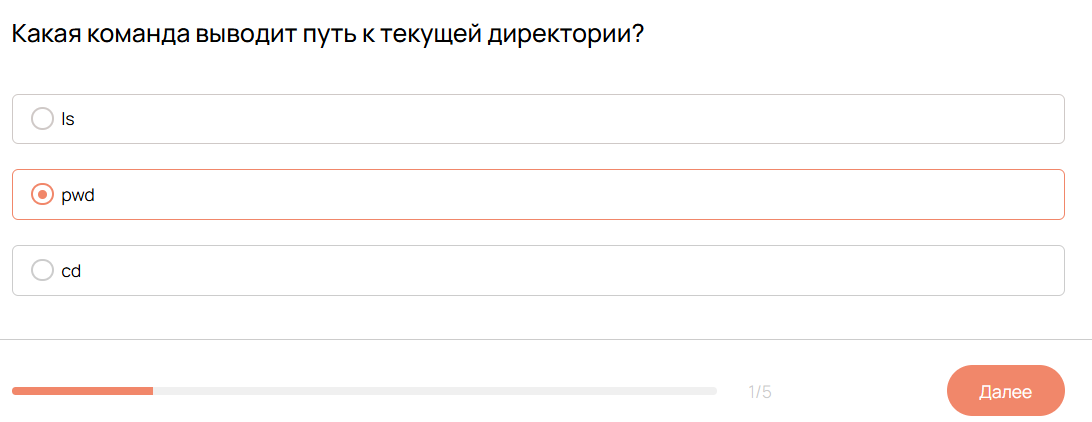 Какая команда выводит путь к текущей директории?
ls
pwd
cd
1/5
Далее